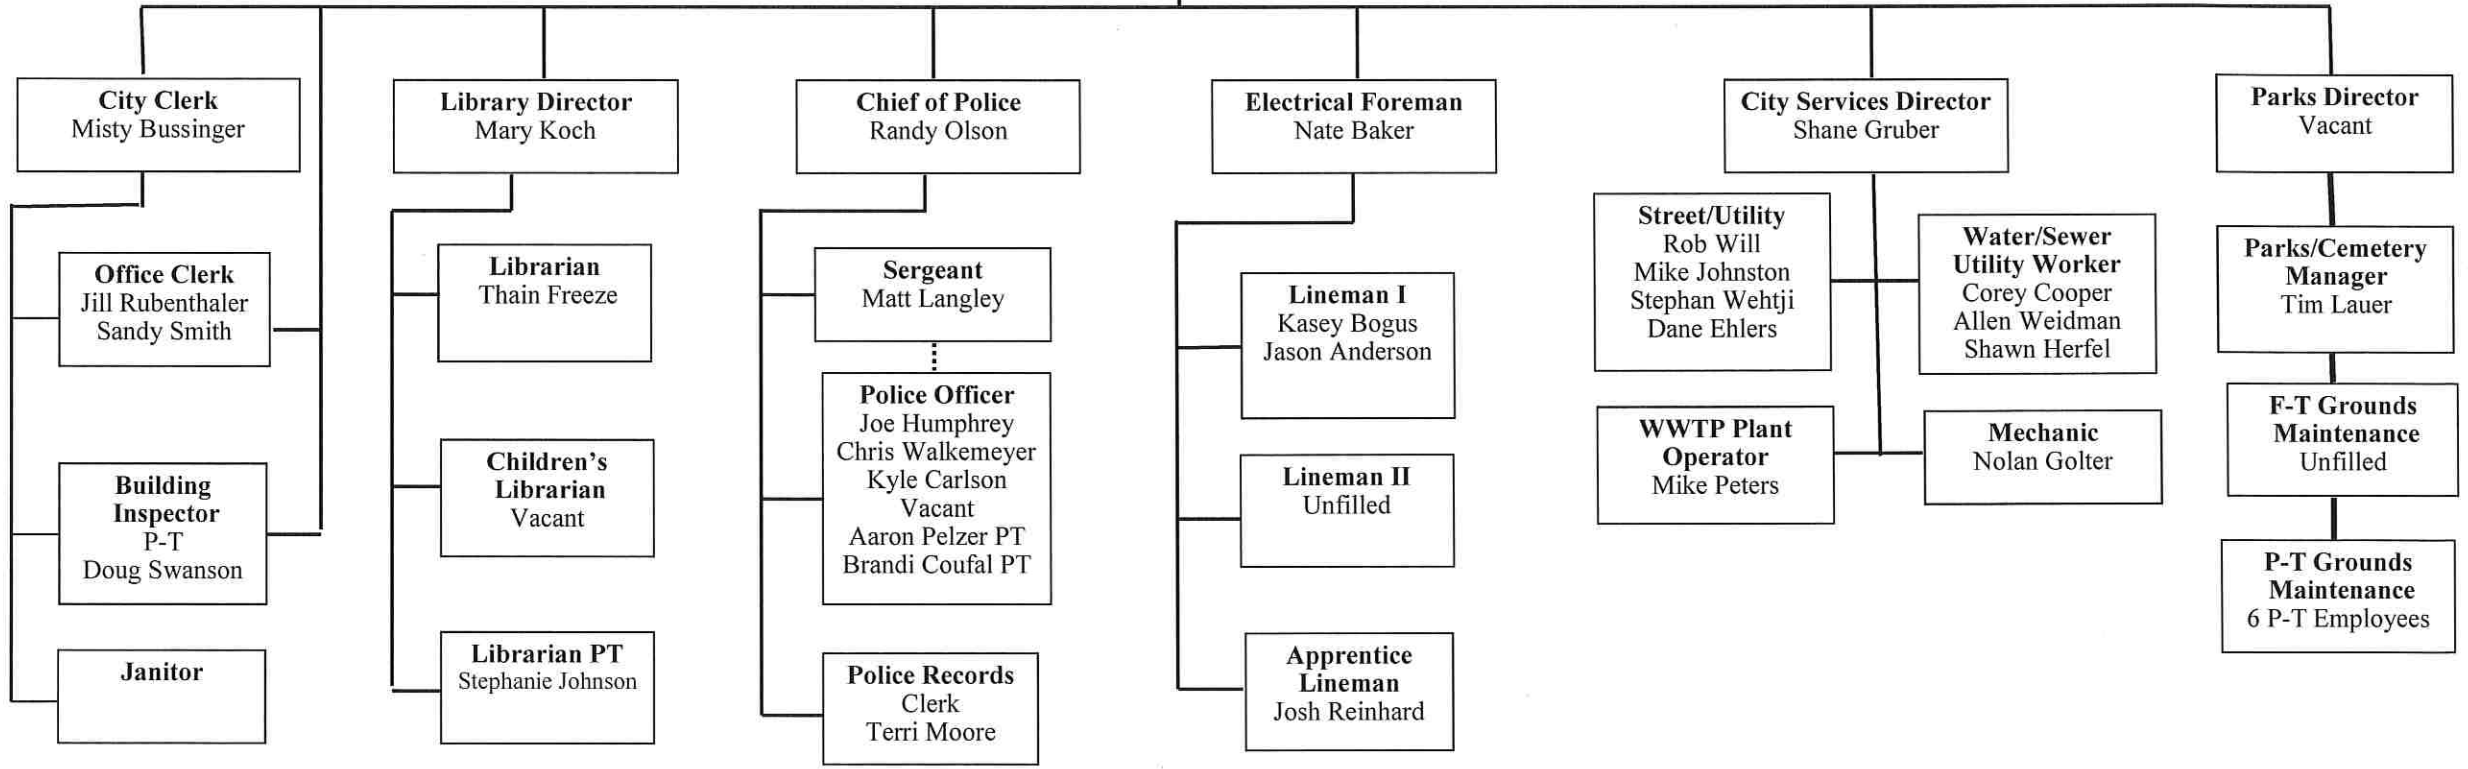 City Clerk
Misty Bussinger
Office Clerk
Jill Rubenthaler
Sandy Smith
Building
Inspector
P-T
Doug Swanson
Janitor
Library Director
Mary Koch
Librarian
Thain Freeze
Children's
Librarian
Vacant
Librarian PT
Stephanie Johnson
Chief of Police
Randy Olson
Sergeant
Matt Langley
Police Officer
Joe Humphrey
Chris Walkemeyer
Kyle Carlson
Vacant
Aaron Pelzer PT
Brandi Coufal PT
Police Records
Clerk
Terri Moore
Electrical Foreman
Nate Baker
Lineman I
Kasey Bogus
Jason Anderson
Lineman II
Unfilled
Apprentice
Lineman
Josh Reinhard
City Services Director
Shane Gruber
Street/Utility
Rob Will
Mike Johnston
Stephan Wehtji
Dane Ehlers
Water/Sewer
Utility Worker
Corey Cooper
Allen Weidman
Shawn Herfel
WWTP Plant
Operator
Mike Peters
Mechanic
Nolan Golter
Parks Director
Vacant
Parks/Cemetery
Manager
Tim Lauer
F-T Grounds
Maintenance
Unfilled
P-T Grounds
Maintenance
6 P-T Employees